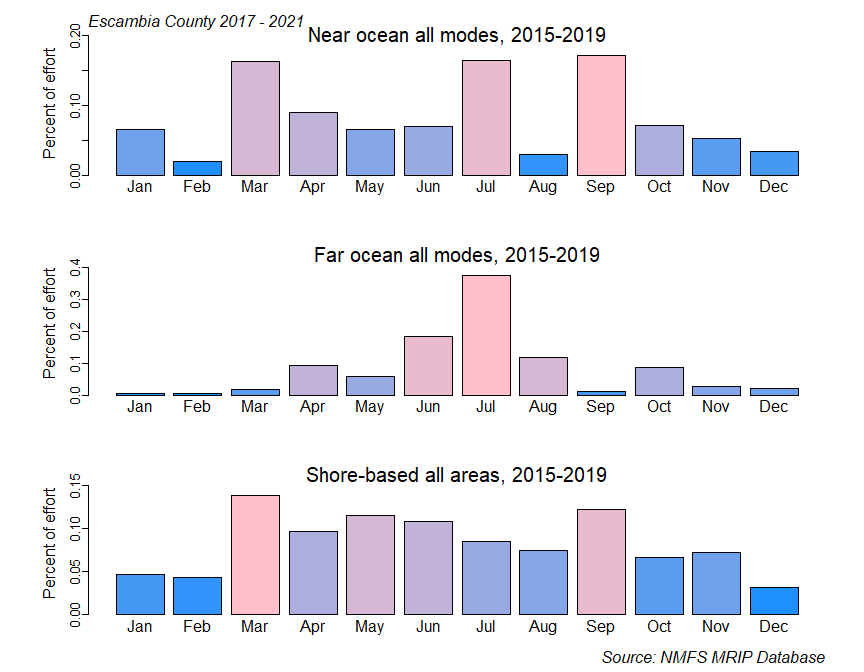 Escambia County 2017 - 2021
Near ocean all modes, 2015-2019
Percent of effort
0.20
0.10
0.00
Jan Feb Mar Apr May Jun Jul Aug Sep Oct Nov Dec
Far ocean all modes, 2015-2019
Percent of effort
0.4
0.3
0.2
0.1
0.0
Jan Feb Mar Apr May Jun Jul Aug Sep Oct Nov Dec
Shore-based all areas, 2015-2019
Percent of effort
0.15
0.10
0.05
0.00
Jan Feb Mar Apr May Jun Jul Aug Sep Oct Nov Dec
Source: NMFS MRIP Database